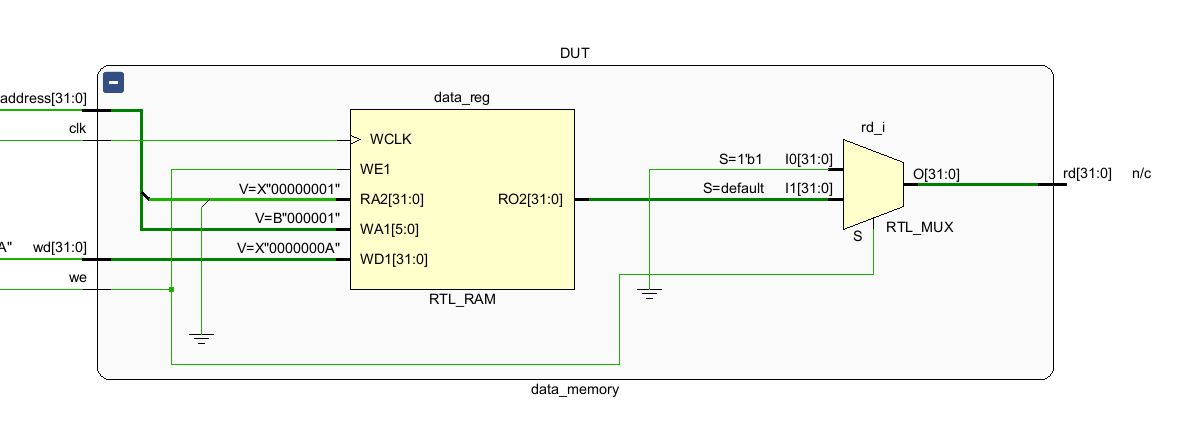 DUT
address[31:0]
data_reg
clk
WCLK
rd_i
WE1
S=1'b1 I0[31:0]
rd[31:0] n/c
O[31:0]
V=X"00000001"
S=default I1[31:0]
RA2[31:0]
RO2[31:0]
V=B"000001"
WA1[5:0]
RTL_MUX
S
A" wd[31:0]
V=X"0000000A"
WD1[31:0]
we
RTL_RAM
data_memory